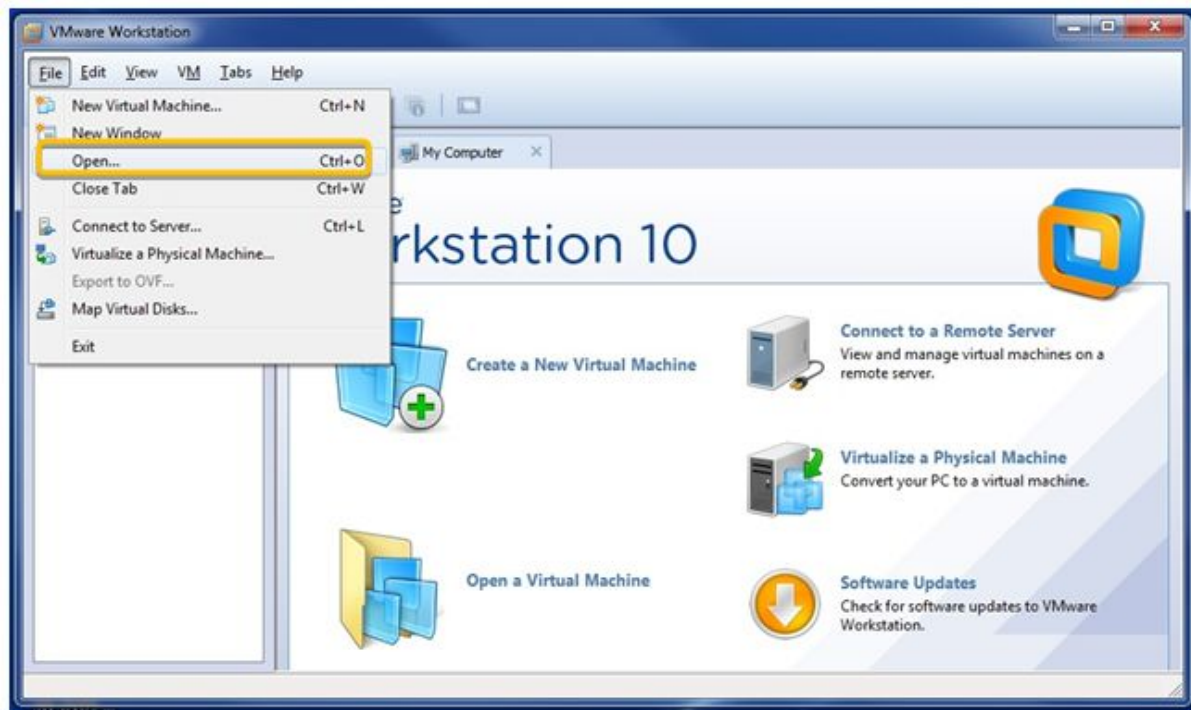 VMware Workstation
File Edit View VM Tabs Help
New Virtual Machine... Ctrl+N
New Window
Open... Ctrl+O
Close Tab Ctrl+W
Connect to Server... Ctrl+L
Virtualize a Physical Machine...
Export to OVF...
Map Virtual Disks...
Exit
My Computer
e
rkstation 10
Create a New Virtual Machine
Connect to a Remote Server
View and manage virtual machines on a
remote server.
Virtualize a Physical Machine
Convert your PC to a virtual machine.
Open a Virtual Machine
Software Updates
Check for software updates to VMware
Workstation.